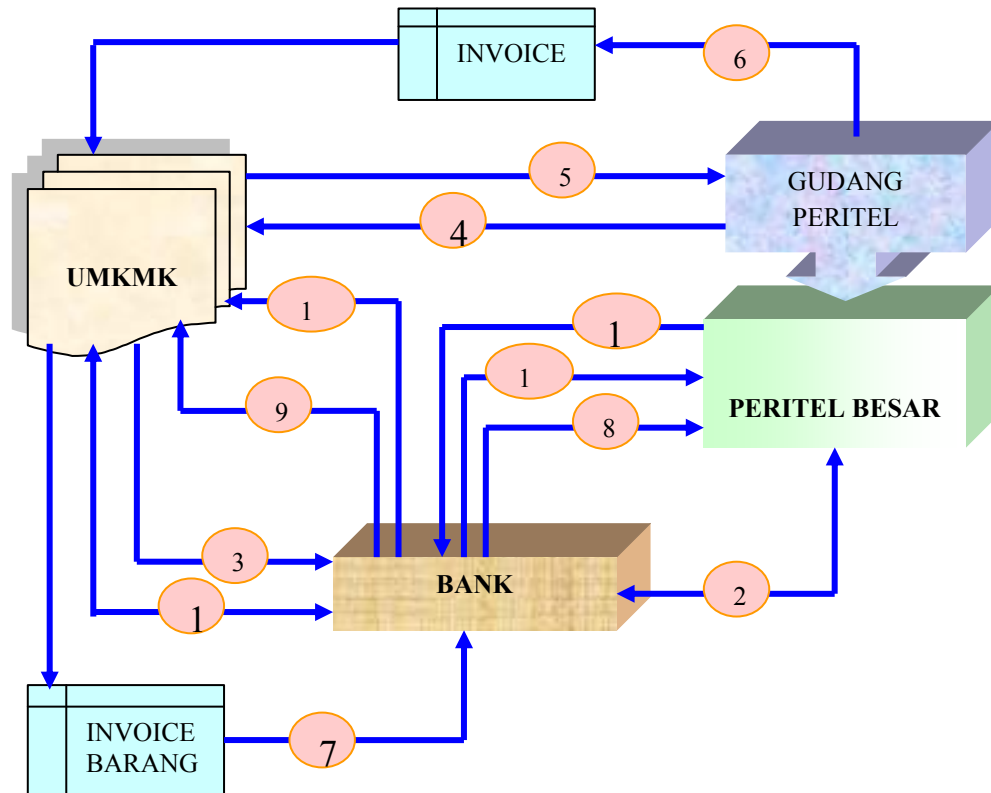 INVOICE
6
5
GUDANG
PERITEL
4
UMKMK
1
1
1
PERITEL BESAR
9
8
3
BANK
2
1
INVOICE
BARANG
7